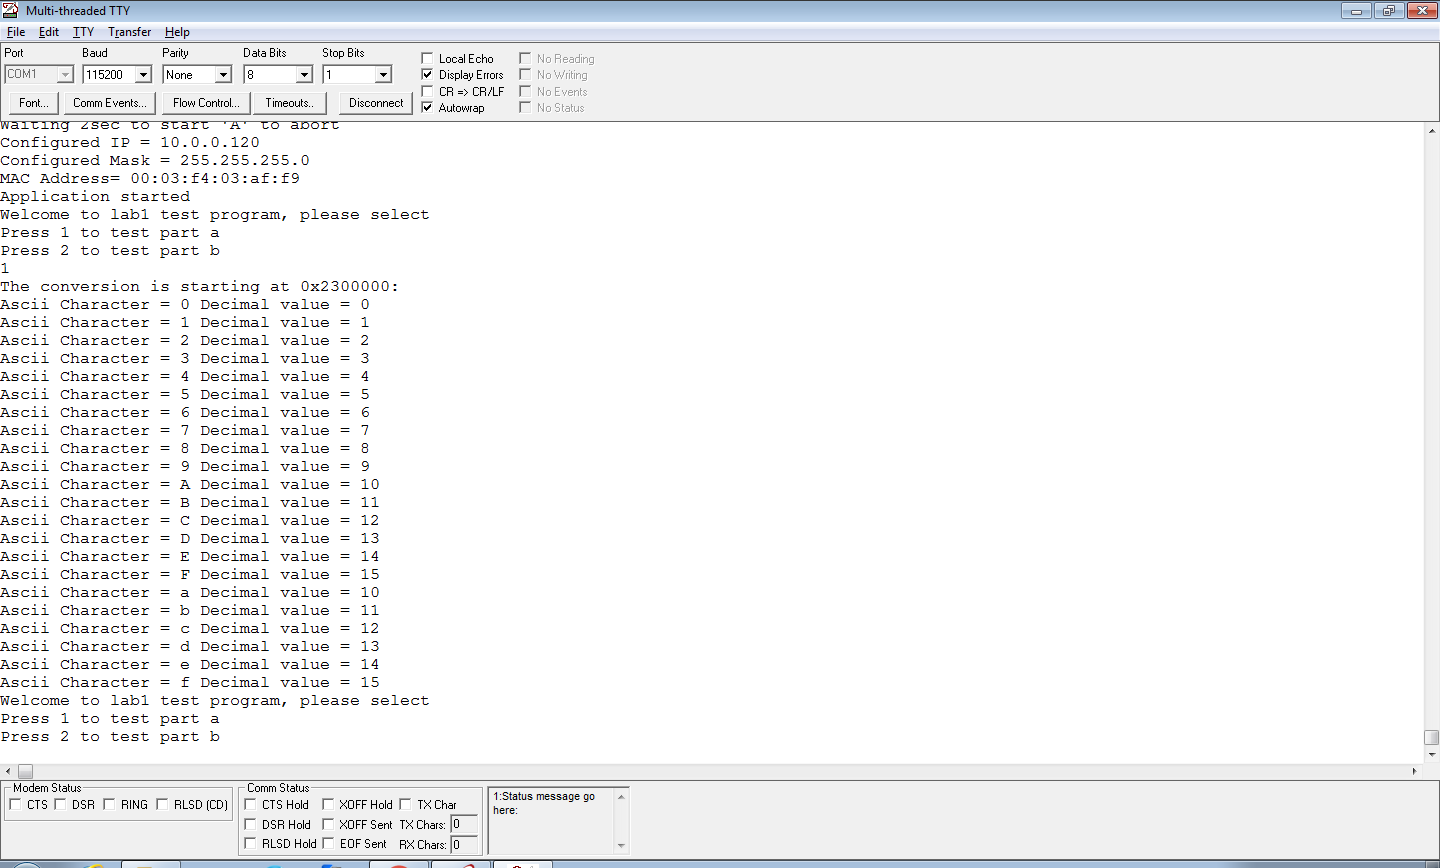 Multi-threaded TTY
File Edit TTY Transfer Help
Port Baud Parity Data Bits Stop Bits
COM1 115200 None 8 1
Local Echo No Reading
Display Errors No Writing
CR => CR/LF No Events
Autowrap No Status
Font... Comm Events... Flow Control... Timeouts.. Disconnect
Waiting 2sec to start 'A' to abort
Configured IP = 10.0.0.120
Configured Mask = 255.255.255.0
MAC Address= 00:03:f4:03:af:f9
Application started
Welcome to lab1 test program, please select
Press 1 to test part a
Press 2 to test part b
1
The conversion is starting at 0x2300000:
Ascii Character = 0 Decimal value = 0
Ascii Character = 1 Decimal value = 1
Ascii Character = 2 Decimal value = 2
Ascii Character = 3 Decimal value = 3
Ascii Character = 4 Decimal value = 4
Ascii Character = 5 Decimal value = 5
Ascii Character = 6 Decimal value = 6
Ascii Character = 7 Decimal value = 7
Ascii Character = 8 Decimal value = 8
Ascii Character = 9 Decimal value = 9
Ascii Character = A Decimal value = 10
Ascii Character = B Decimal value = 11
Ascii Character = C Decimal value = 12
Ascii Character = D Decimal value = 13
Ascii Character = E Decimal value = 14
Ascii Character = F Decimal value = 15
Ascii Character = a Decimal value = 10
Ascii Character = b Decimal value = 11
Ascii Character = c Decimal value = 12
Ascii Character = d Decimal value = 13
Ascii Character = e Decimal value = 14
Ascii Character = f Decimal value = 15
Welcome to lab1 test program, please select
Press 1 to test part a
Press 2 to test part b
Modem Status
CTS DSR RING RLSD (CD)
Comm Status
CTS Hold XOFF Hold TX Char
DSR Hold XOFF Sent TX Chars: 0
RLSD Hold EOF Sent RX Chars: 0
1:Status message go
here: